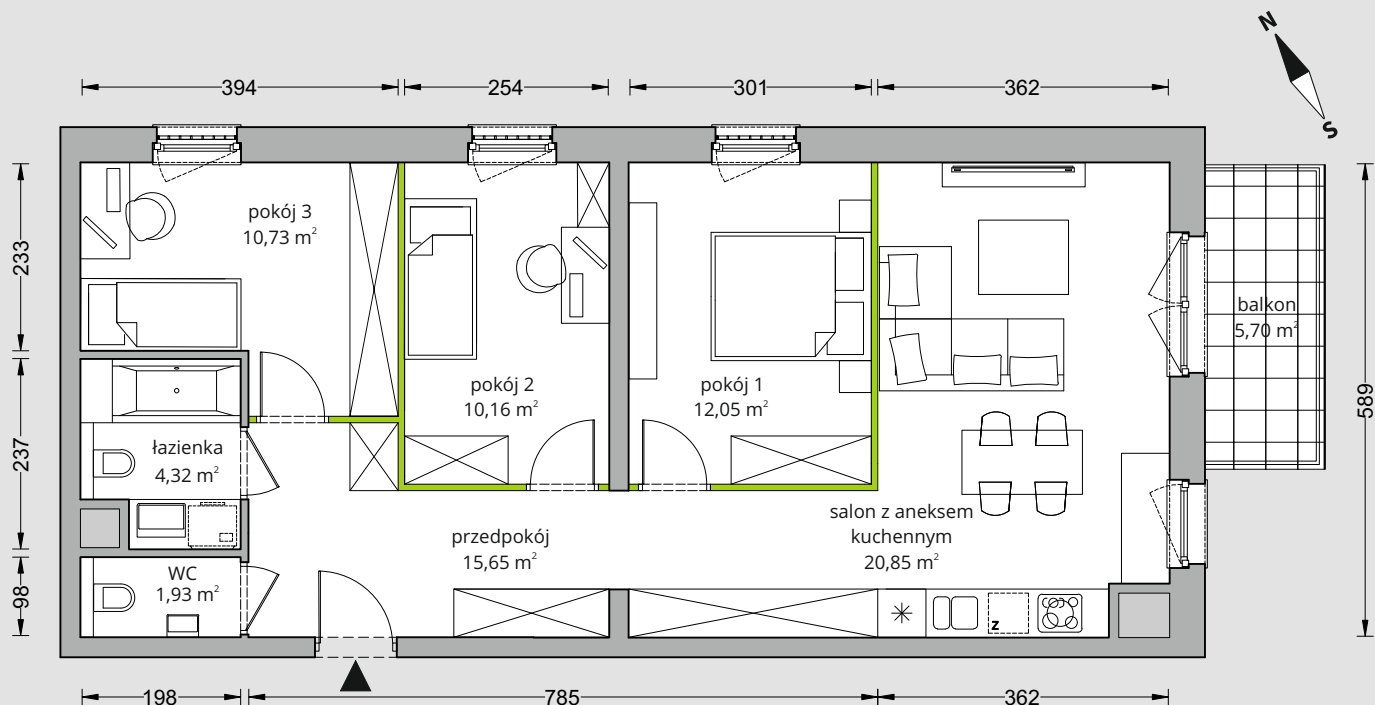 N
S
394
254
301
362
pokój 3
10,73 m²
233
pokój 2
10,16 m²
pokój 1
12,05 m²
balkon
5,70 m²
589
łazienka
4,32 m²
237
przedpokój
15,65 m²
salon z aneksem
kuchennym
20,85 m²
WC
1,93 m²
98
z
198
785
362